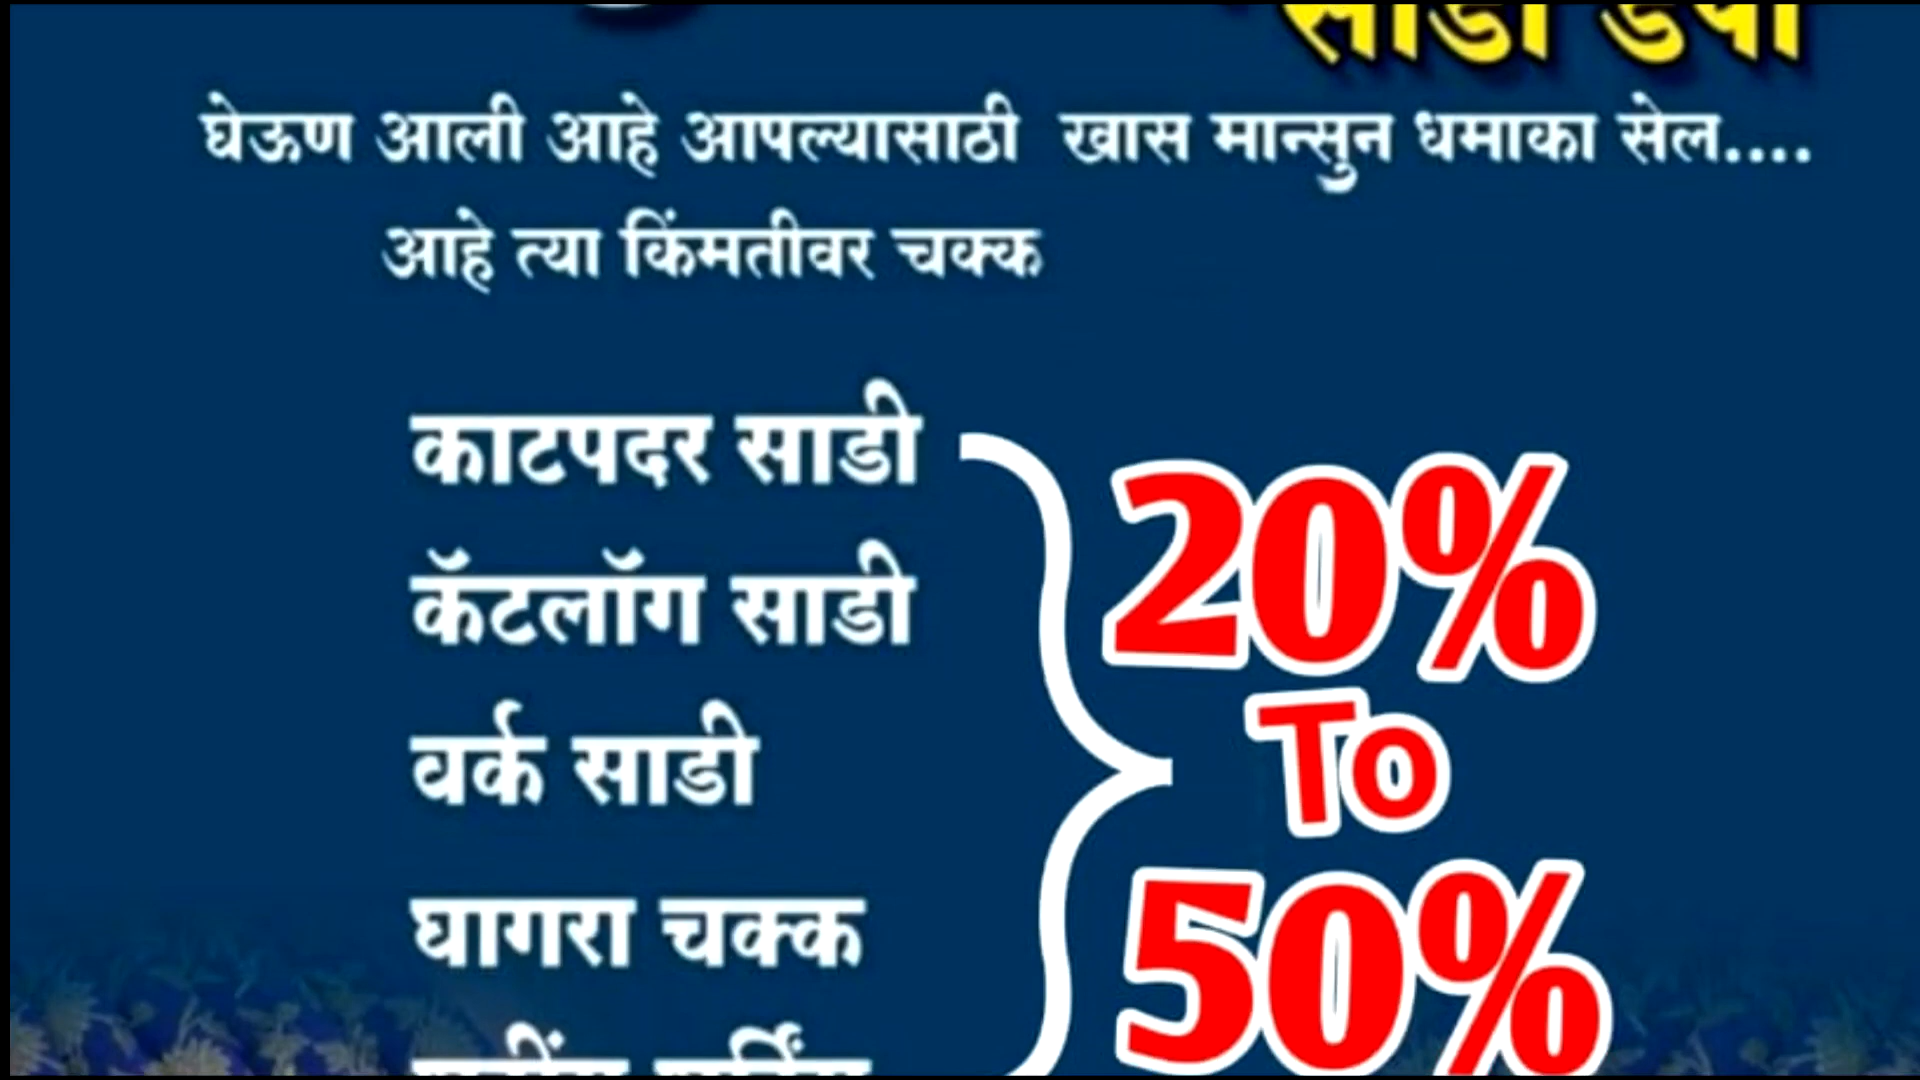 साडी डेपो
घेऊण आली आहे आपल्यासाठी खास मान्सुन धमाका सेल....
आहे त्या किंमतीवर चक्क
काटपदर साडी
कॅटलॉग साडी
वर्क साडी
घागरा चक्क
20%
To
50%